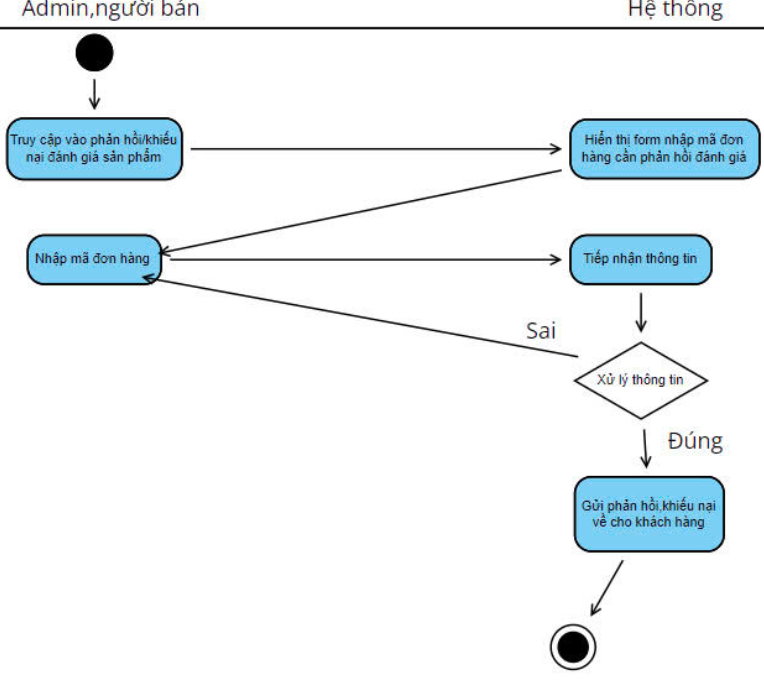 Admin,người bán
Hệ thống
Truy cập vào phản hồi/khiếu
nại đánh giá sản phẩm
Hiển thị form nhập mã đơn
hàng cần phản hồi đánh giá
Nhập mã đơn hàng
Tiếp nhận thông tin
Sai
Xử lý thông tin
Đúng
Gửi phản hồi,khiếu nại
về cho khách hàng